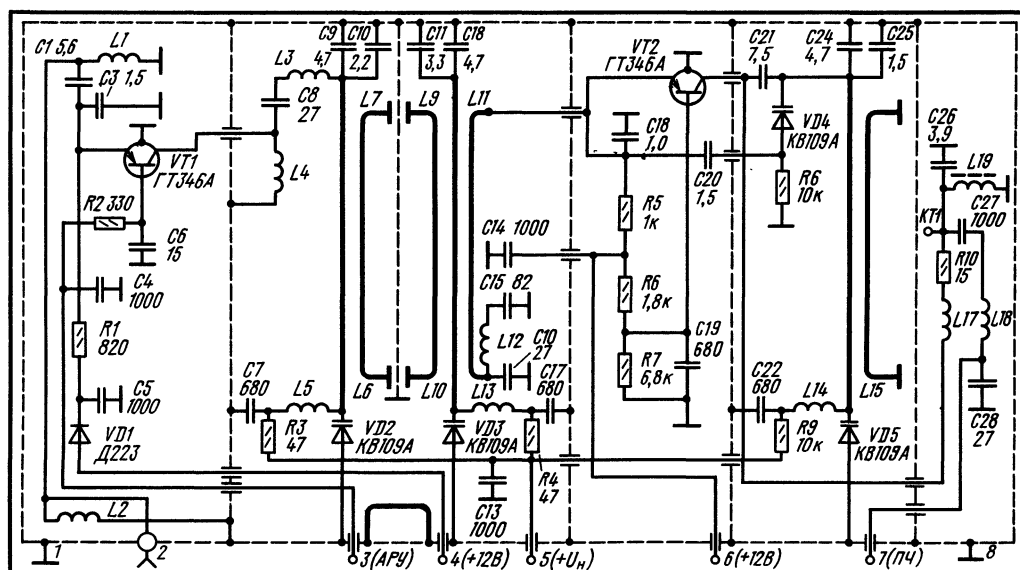 C1 5,6
L1
C3 1,5
VT1
ГТ346А
R2 330
C6
15
C4
1000
R1
820
C5
1000
VD1
Д223
L2
1
2
L3
C8
27
L4
C9
4,7
C10
2,2
C11
3,3
C18
4,7
L7
L9
L6
L10
C7
680
L5
R3
47
VD2
КВ109А
3(АРУ)
4(+12В)
L11
C14 1000
C15 82
L12
C10
27
L13
C17
680
VD3
КВ109А
R4
47
C13
1000
5(+Uн)
VT2
ГТ346А
C18
1,0
R5
1к
R6
1,8к
R7
6,8к
C19
680
C20
1,5
6(+12В)
C21
7,5
C24
4,7
C25
1,5
VD4
КВ109А
R6
10к
C22
680
L14
R9
10к
L15
VD5
КВ109А
7(ПЧ)
C26
3,9
L19
КТ1
C27
1000
R10
15
L17
L18
C28
27
8